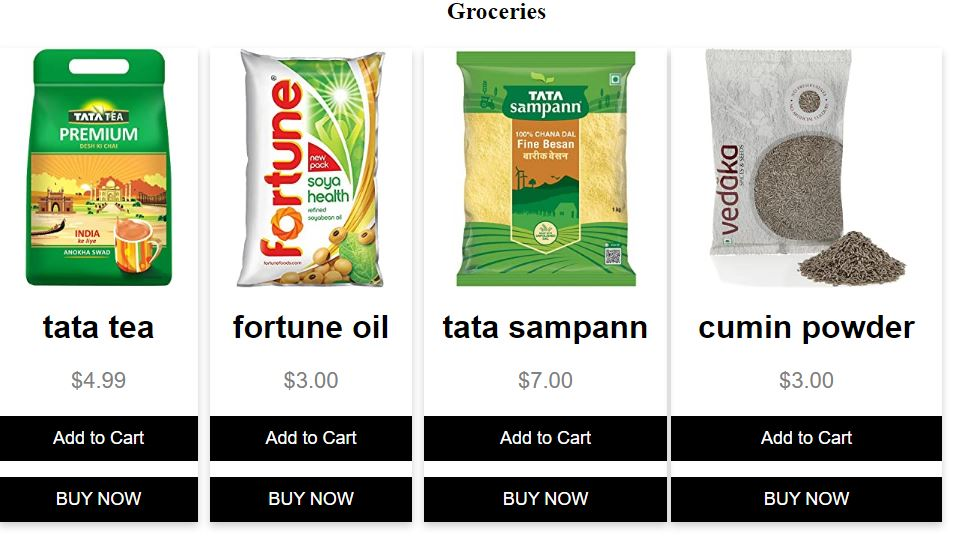 Groceries
TATA TEA
PREMIUM
DESH KI CHAI
INDIA
ke liye
ANOKHA SWAD
fortune
new
pack
soya
health
refined
soyabean oil
fortunefoods.com
TATA
sampann
100% CHANA DAL
Fine Besan
बारीक बेसन
1 kg
vedaka
tata tea
fortune oil
tata sampann
cumin powder
$4.99
$3.00
$7.00
$3.00
Add to Cart
Add to Cart
Add to Cart
Add to Cart
BUY NOW
BUY NOW
BUY NOW
BUY NOW